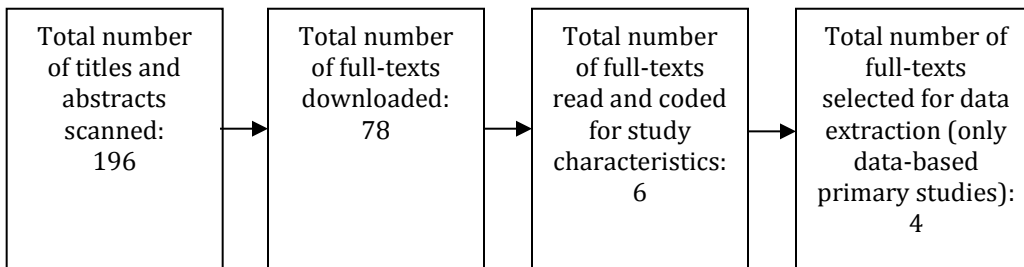 Total number
of titles and
abstracts
scanned:
196
Total number
of full-texts
downloaded:
78
Total number
of full-texts
read and coded
for study
characteristics:
6
Total number of
full-texts
selected for data
extraction (only
data-based
primary studies):
4